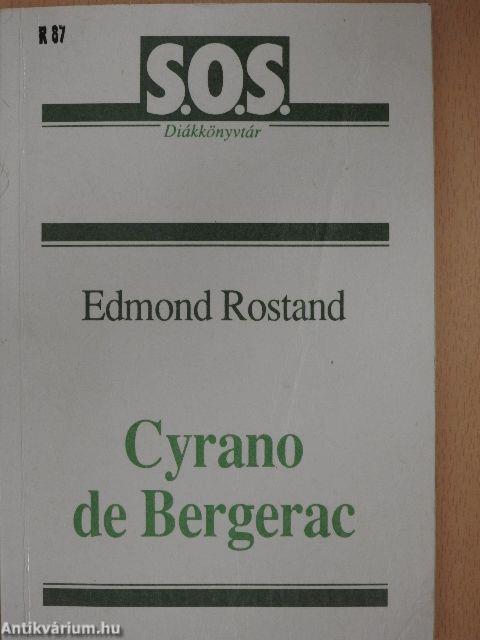 R 87
S.O.S.
Diákkönyvtár
Edmond Rostand
Cyrano
de Bergerac
Antikvárium.hu